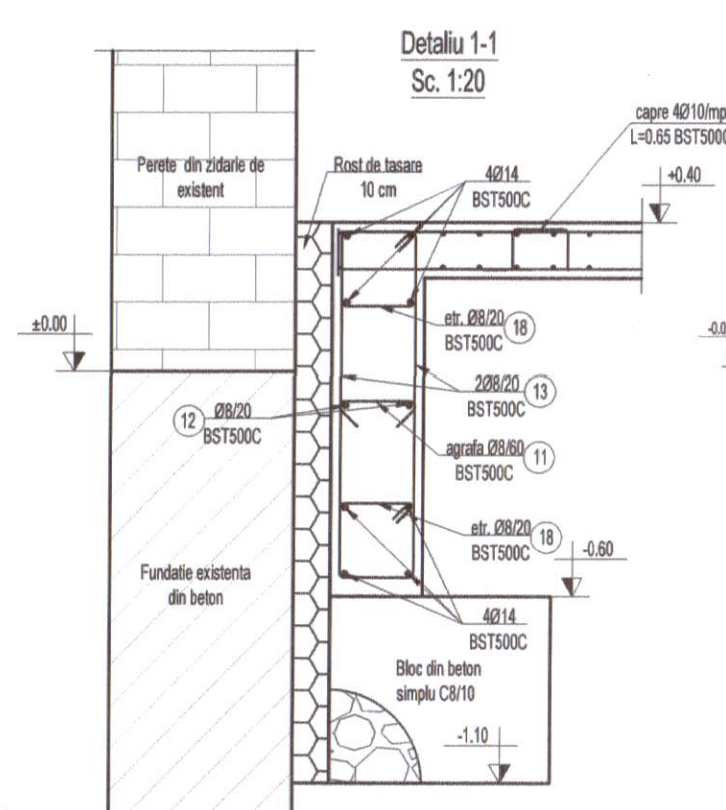 Detaliu 1-1
Sc. 1:20
capre 4Ø10/mp
L=0.65 BST500C
+0.40
Perete din zidarie de
existent
Rost de tasare
10 cm
4Ø14
BST500C
±0.00
-0.0
etr. Ø8/20 18
BST500C
2Ø8/20 13
BST500C
12 Ø8/20
BST500C
agrafa Ø8/60 11
BST500C
etr. Ø8/20 18
BST500C
-0.60
Fundatie existenta
din beton
4Ø14
BST500C
Bloc din beton
simplu C8/10
-1.10